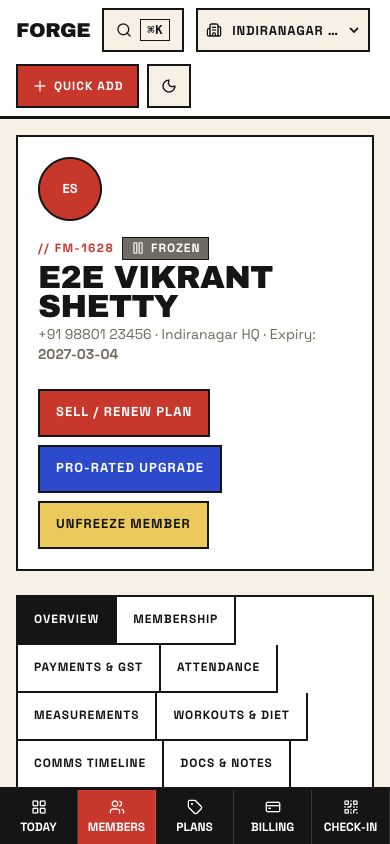 FORGE
⌘K
INDIRANAGAR ...
+ QUICK ADD
ES
// FM-1628
FROZEN
E2E VIKRANT
SHETTY
+91 98801 23456 · Indiranagar HQ · Expiry:
2027-03-04
SELL / RENEW PLAN
PRO-RATED UPGRADE
UNFREEZE MEMBER
OVERVIEW
MEMBERSHIP
PAYMENTS & GST
ATTENDANCE
MEASUREMENTS
WORKOUTS & DIET
COMMS TIMELINE
DOCS & NOTES
TODAY
MEMBERS
PLANS
BILLING
CHECK-IN